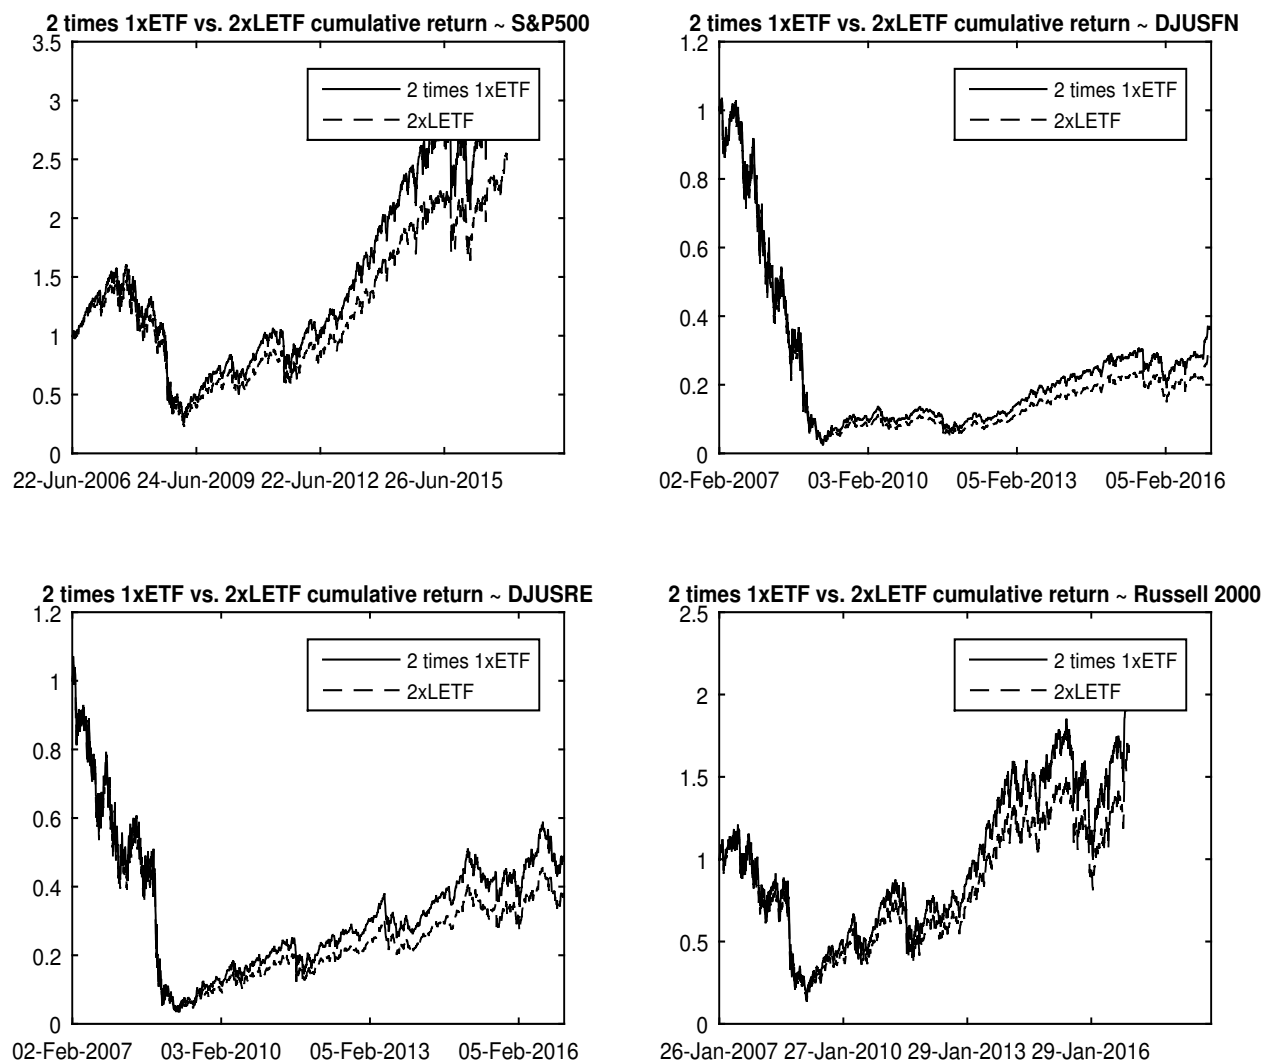 2 times 1xETF vs. 2xLETF cumulative return ~ S&P500
3.5
3
2.5
2
1.5
1
0.5
0
2 times 1xETF
2xLETF
22-Jun-2006 24-Jun-2009 22-Jun-2012 26-Jun-2015
2 times 1xETF vs. 2xLETF cumulative return ~ DJUSFN
1.2
1
0.8
0.6
0.4
0.2
0
2 times 1xETF
2xLETF
02-Feb-2007 03-Feb-2010 05-Feb-2013 05-Feb-2016
2 times 1xETF vs. 2xLETF cumulative return ~ DJUSRE
1.2
1
0.8
0.6
0.4
0.2
0
2 times 1xETF
2xLETF
02-Feb-2007 03-Feb-2010 05-Feb-2013 05-Feb-2016
2 times 1xETF vs. 2xLETF cumulative return ~ Russell 2000
2.5
2
1.5
1
0.5
0
2 times 1xETF
2xLETF
26-Jan-2007 27-Jan-2010 29-Jan-2013 29-Jan-2016